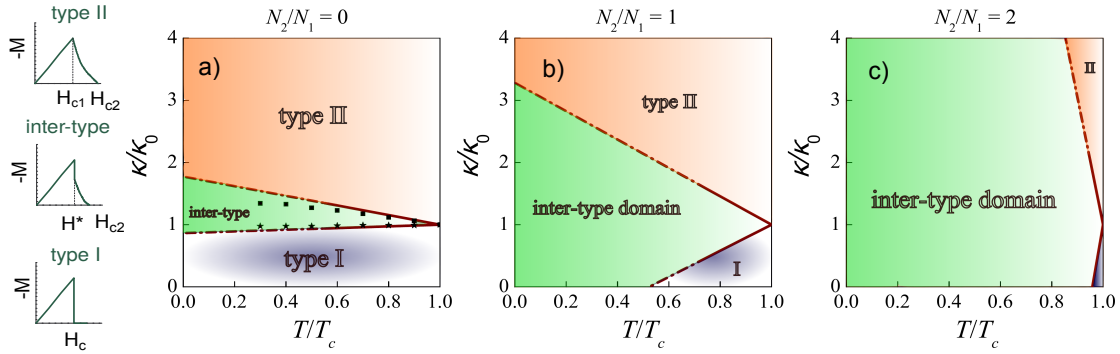 type II
-M
H_c1 H_c2
inter-type
-M
H* H_c2
type I
-M
H_c
N_2/N_1 = 0
a)
type II
inter-type
type I
κ/κ_0
4
3
2
1
0
0.0 0.2 0.4 0.6 0.8 1.0
T/T_c
N_2/N_1 = 1
b)
type II
inter-type domain
I
κ/κ_0
4
3
2
1
0
0.0 0.2 0.4 0.6 0.8 1.0
T/T_c
N_2/N_1 = 2
c)
II
inter-type domain
κ/κ_0
4
3
2
1
0
0.0 0.2 0.4 0.6 0.8 1.0
T/T_c